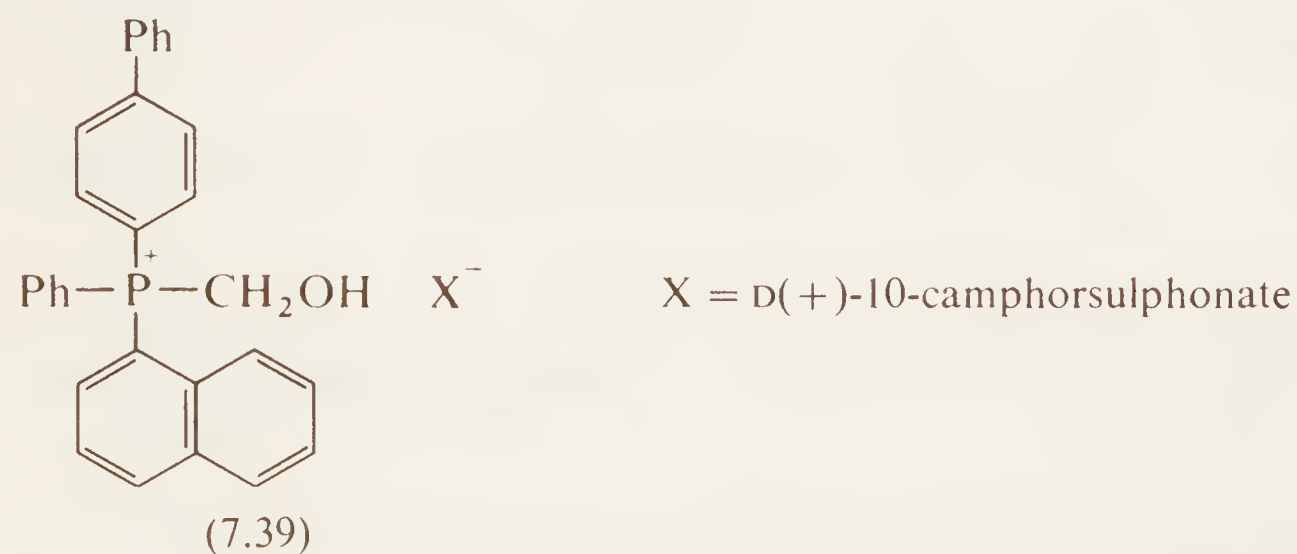 Ph
Ph—P⁺—CH₂OH X⁻ X = D(+)-10-camphorsulphonate
(7.39)